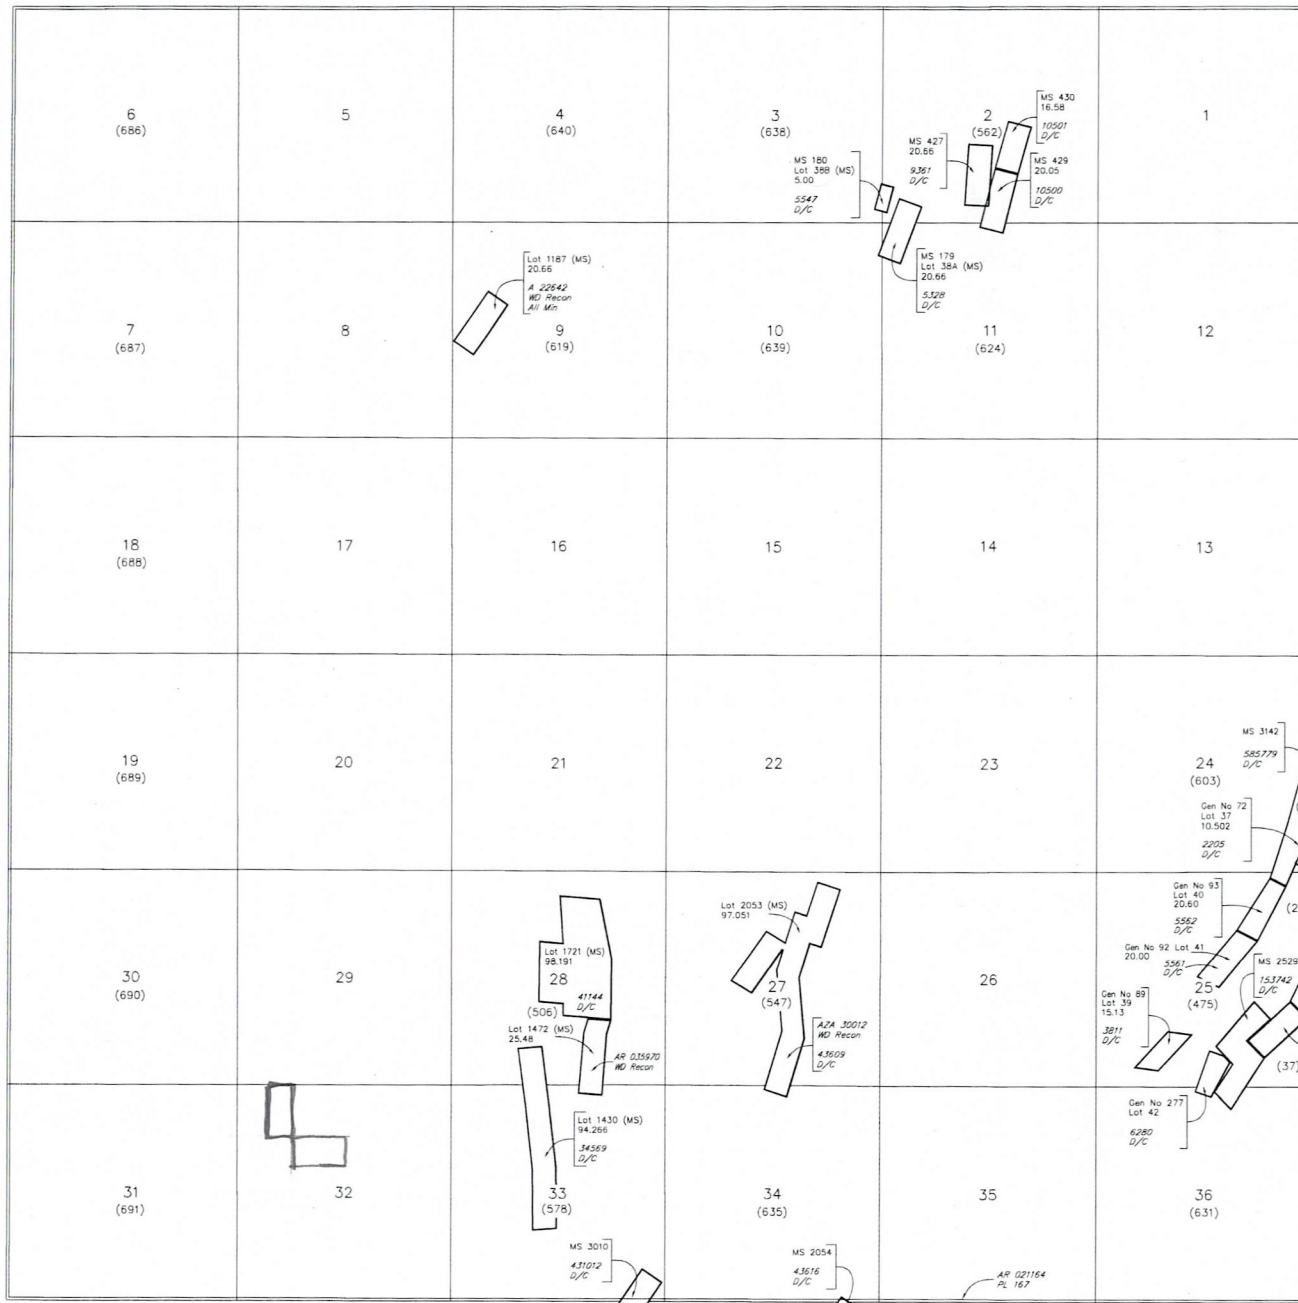 6
(686)
5
4
(640)
3
(638)
2
(562)
1
MS 430
16.58
10501
D/C
MS 427
20.66
9361
D/C
MS 429
20.05
10500
D/C
MS 180
Lot 38B (MS)
5.00
5547
D/C
MS 179
Lot 38A (MS)
20.66
5328
D/C
Lot 1187 (MS)
20.66
A 22642
WD Recon
All Min
7
(687)
8
9
(619)
10
(639)
11
(624)
12
18
(688)
17
16
15
14
13
19
(689)
20
21
22
23
24
(603)
MS 3142
585779
D/C
Gen No 72
Lot 37
10.502
2205
D/C
Gen No 93
Lot 40
20.60
5562
D/C
(2
Gen No 92 Lot 41
20.00
5561
D/C
MS 2529
153742
D/C
30
(690)
29
Lot 1721 (MS)
98.191
28
(506)
41144
D/C
Lot 1472 (MS)
25.48
AR 035970
WD Recon
Lot 2053 (MS)
97.051
27
(547)
AZA 30012
WD Recon
43609
D/C
26
25
(475)
Gen No 89
Lot 39
15.13
3811
D/C
(37)
Gen No 277
Lot 42
6280
D/C
31
(691)
32
Lot 1430 (MS)
94.266
34569
D/C
33
(578)
34
(635)
35
36
(631)
MS 3010
431012
D/C
MS 2054
43616
D/C
AR 021164
PL 167